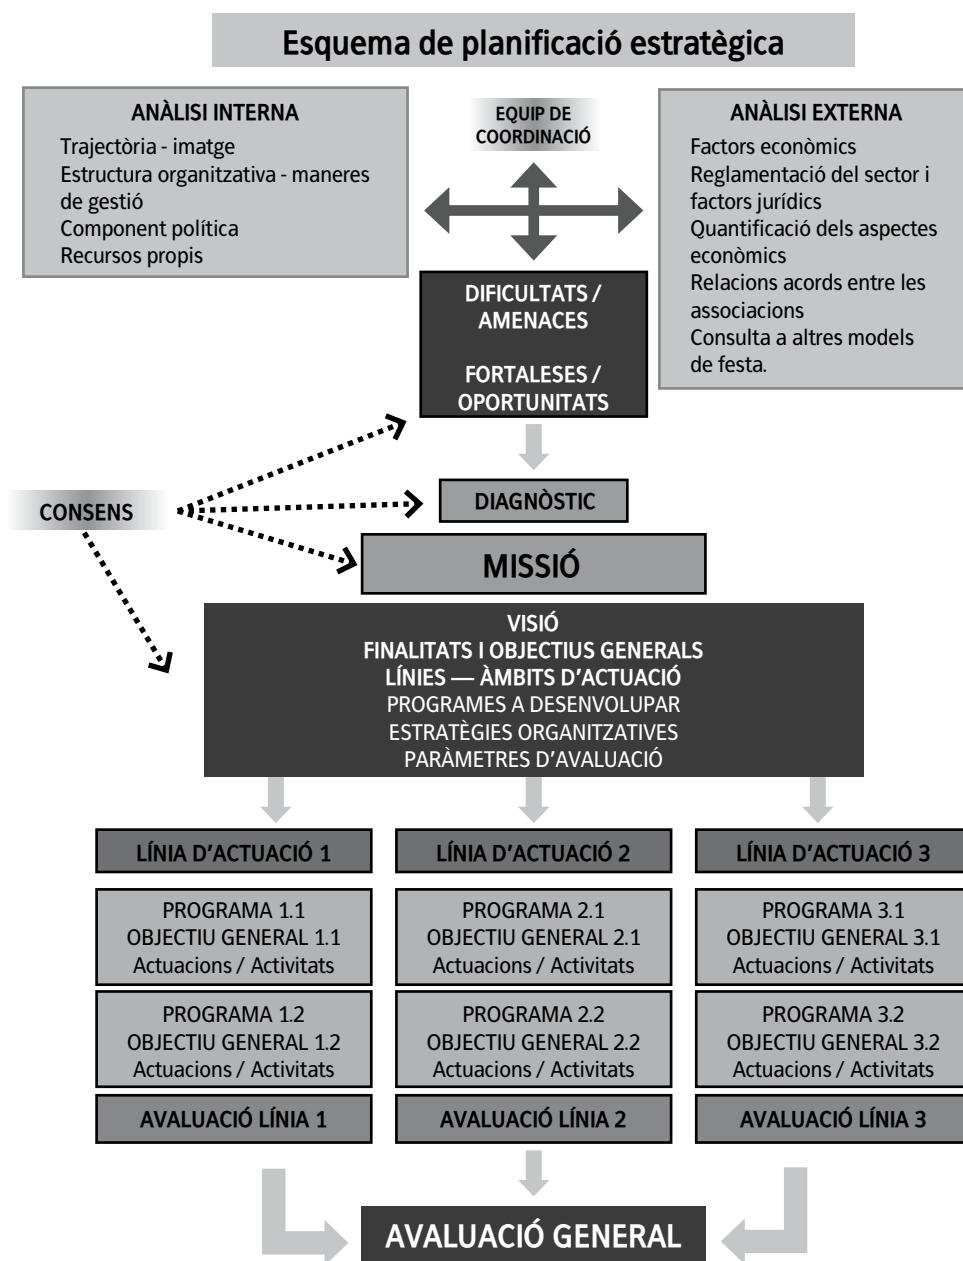 Esquema de planificació estratègica
ANÀLISI INTERNA
Trajectòria - imatge
Estructura organitzativa - maneres
de gestió
Component política
Recursos propis
EQUIP DE
COORDINACIÓ
ANÀLISI EXTERNA
Factors econòmics
Reglamentació del sector i
factors jurídics
Quantificació dels aspectes
econòmics
Relacions acords entre les
associacions
Consulta a altres models
de festa.
DIFICULTATS /
AMENACES
FORTALESES /
OPORTUNITATS
CONSENS
DIAGNÒSTIC
MISSIÓ
VISIÓ
FINALITATS I OBJECTIUS GENERALS
LÍNIES — ÀMBITS D’ACTUACIÓ
PROGRAMES A DESENVOLUPAR
ESTRATÈGIES ORGANITZATIVES
PARÀMETRES D’AVALUACIÓ
LÍNIA D’ACTUACIÓ 1
PROGRAMA 1.1
OBJECTIU GENERAL 1.1
Actuacions / Activitats
PROGRAMA 1.2
OBJECTIU GENERAL 1.2
Actuacions / Activitats
AVALUACIÓ LÍNIA 1
LÍNIA D’ACTUACIÓ 2
PROGRAMA 2.1
OBJECTIU GENERAL 2.1
Actuacions / Activitats
PROGRAMA 2.2
OBJECTIU GENERAL 2.2
Actuacions / Activitats
AVALUACIÓ LÍNIA 2
LÍNIA D’ACTUACIÓ 3
PROGRAMA 3.1
OBJECTIU GENERAL 3.1
Actuacions / Activitats
PROGRAMA 3.2
OBJECTIU GENERAL 3.2
Actuacions / Activitats
AVALUACIÓ LÍNIA 3
AVALUACIÓ GENERAL